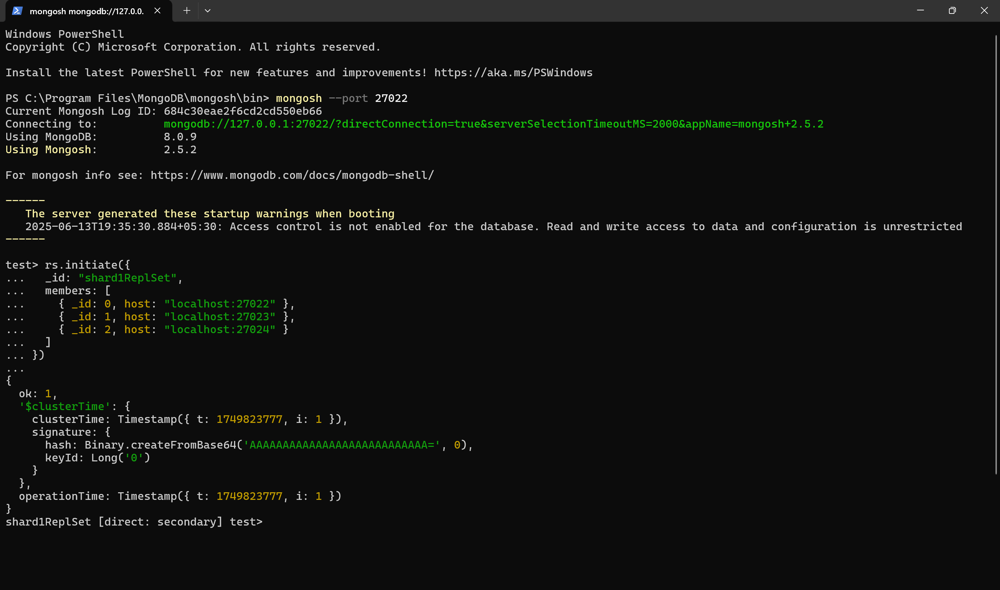 mongosh mongodb://127.0.0.
Windows PowerShell
Copyright (C) Microsoft Corporation. All rights reserved.
Install the latest PowerShell for new features and improvements! https://aka.ms/PSWindows
PS C:\Program Files\MongoDB\mongosh\bin> mongosh --port 27022
Current Mongosh Log ID: 684c30eae2f6cd2cd550eb66
Connecting to:          mongodb://127.0.0.1:27022/?directConnection=true&serverSelectionTimeoutMS=2000&appName=mongosh+2.5.2
Using MongoDB:          8.0.9
Using Mongosh:          2.5.2
For mongosh info see: https://www.mongodb.com/docs/mongodb-shell/
------
   The server generated these startup warnings when booting
   2025-06-13T19:35:30.884+05:30: Access control is not enabled for the database. Read and write access to data and configuration is unrestricted
------
test> rs.initiate({
...   _id: "shard1ReplSet",
...   members: [
...     { _id: 0, host: "localhost:27022" },
...     { _id: 1, host: "localhost:27023" },
...     { _id: 2, host: "localhost:27024" }
...   ]
... })
...
{
  ok: 1,
  '$clusterTime': {
    clusterTime: Timestamp({ t: 1749823777, i: 1 }),
    signature: {
      hash: Binary.createFromBase64('AAAAAAAAAAAAAAAAAAAAAAAAAAA=', 0),
      keyId: Long('0')
    }
  },
  operationTime: Timestamp({ t: 1749823777, i: 1 })
}
shard1ReplSet [direct: secondary] test>